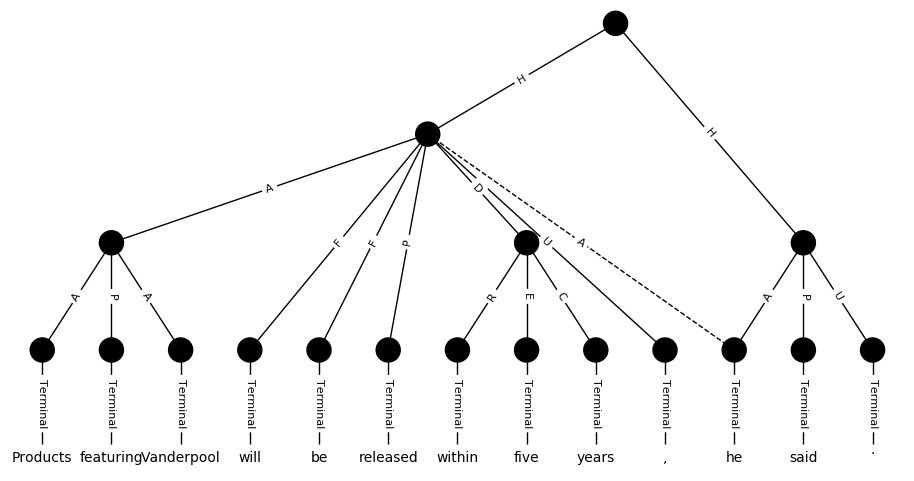 H
H
A F F P D U A
A P A R E C A P U
Terminal Terminal Terminal Terminal Terminal Terminal Terminal Terminal Terminal Terminal Terminal Terminal Terminal
Products featuring Vanderpool will be released within five years , he said .